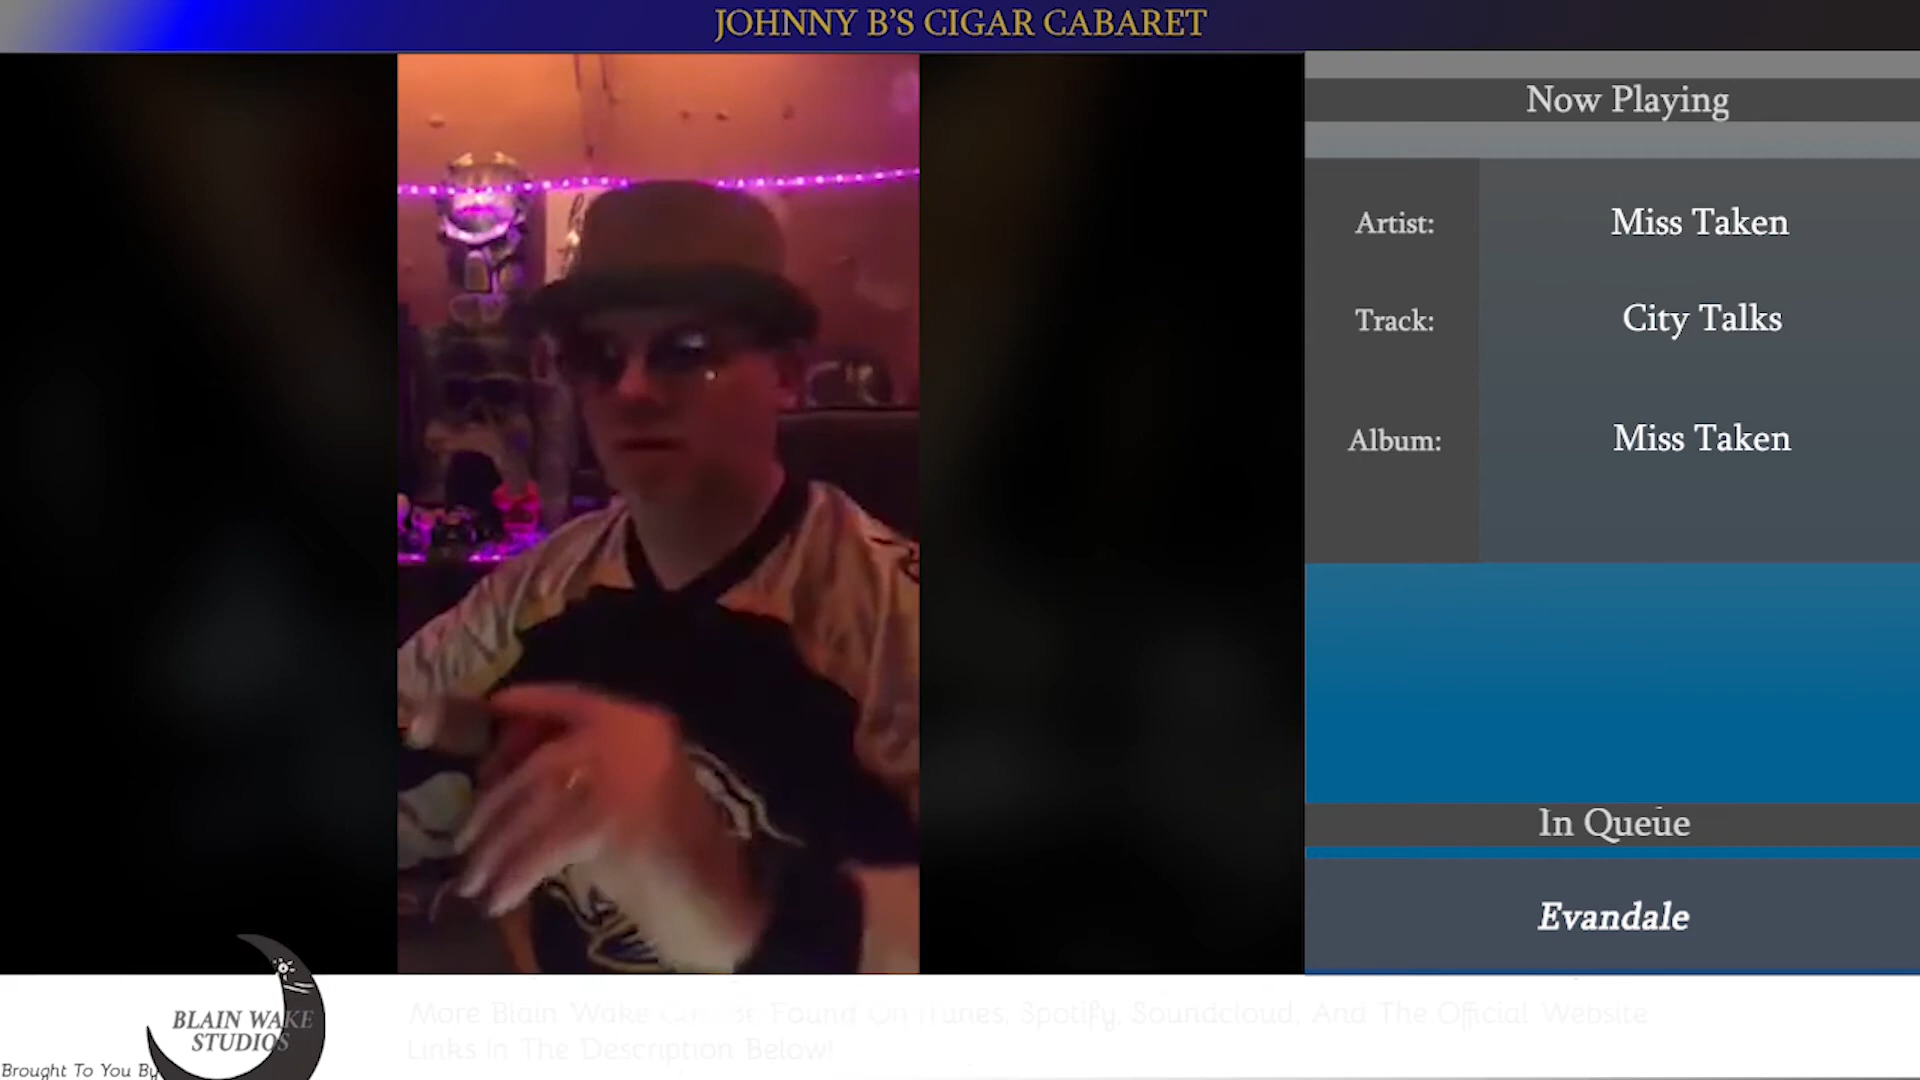 JOHNNY B'S CIGAR CABARET
Now Playing
Artist: Miss Taken
Track: City Talks
Album: Miss Taken
In Queue
Evandale
BLAIN WAKE
STUDIOS
Brought To You By
More Blain Wake Can Be Found On iTunes, Spotify, Soundcloud, And The Official Website
Links In The Description Below!